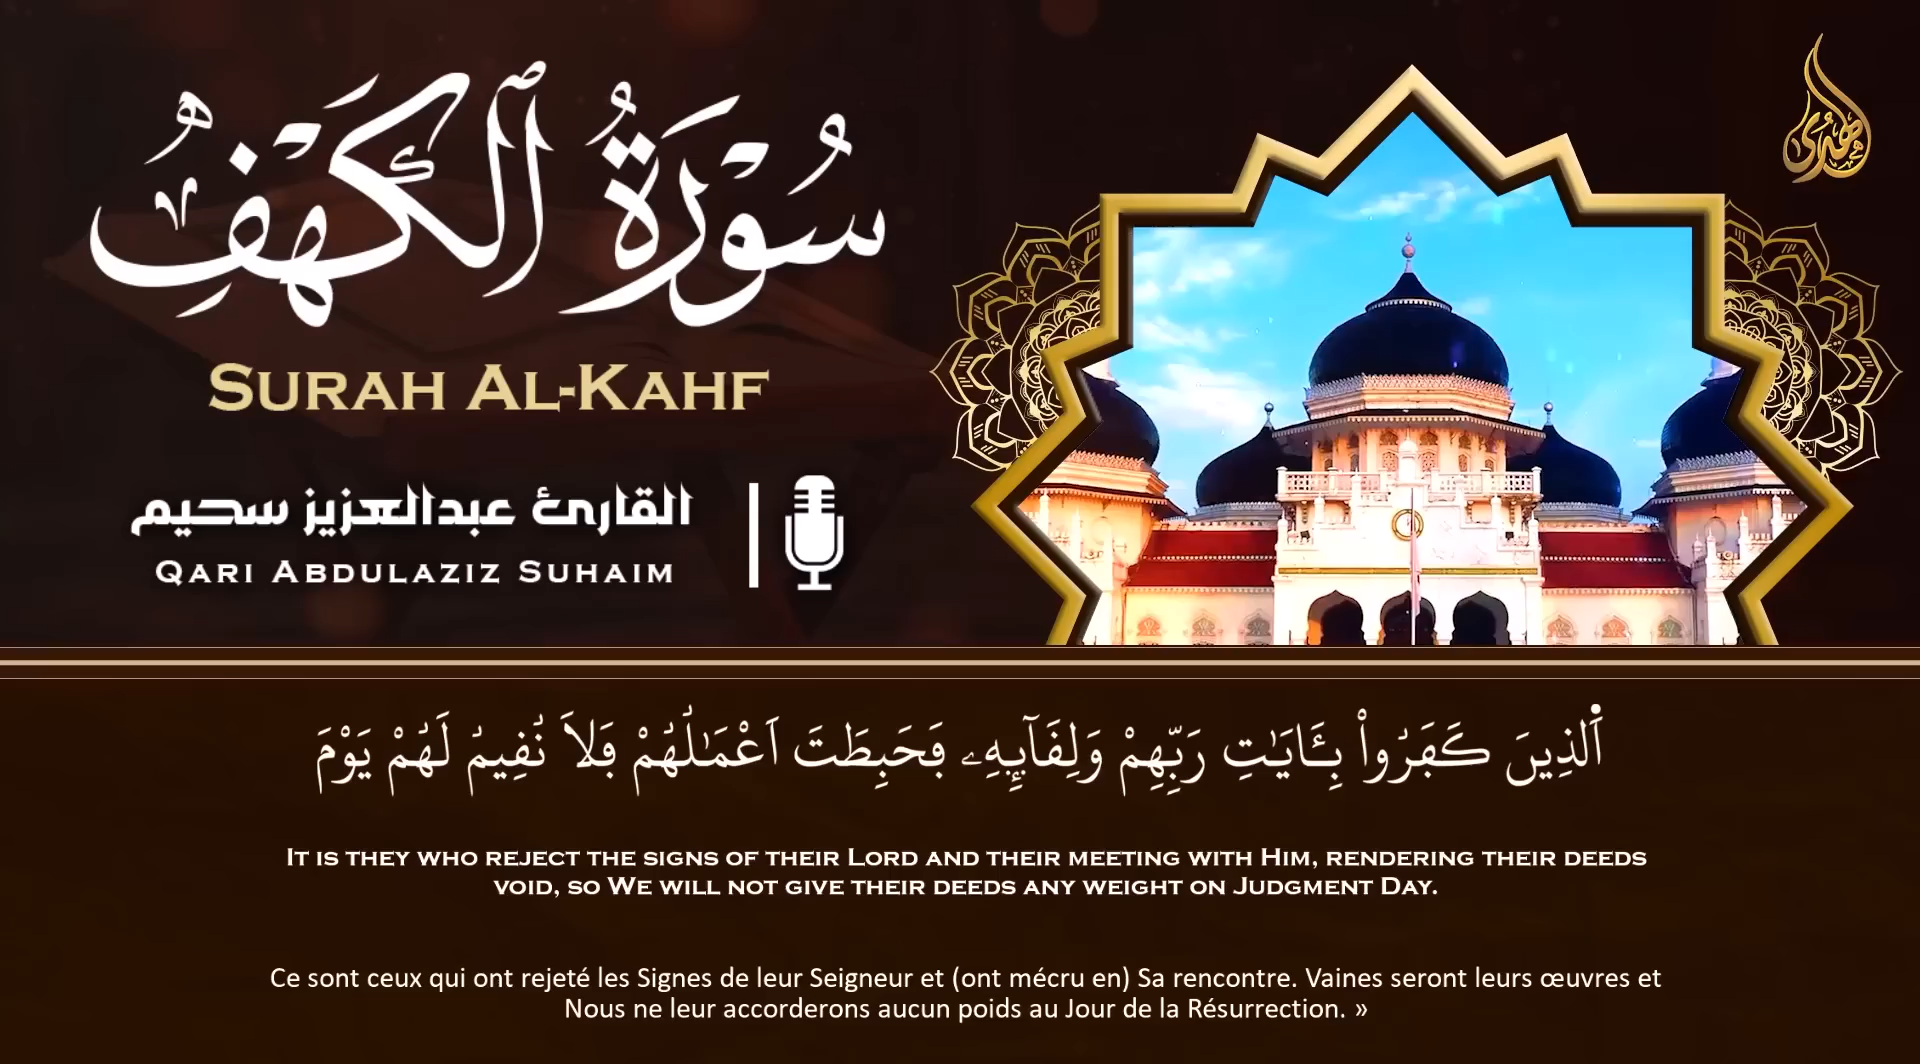 سُورَةُ ٱلْكَهْفِ
SURAH AL-KAHF
القارئ عبدالعزيز سحيم
QARI ABDULAZIZ SUHAIM
الهدى
اَ۬لذِينَ كَفَرُواْ بِـَٔايَٰتِ رَبِّهِمْ وَلِقَآئِهِۦ فَحَبِطَتَ اَعْمَٰلُهُمْ فَلَا نُقِيمُ لَهُمْ يَوْمَ
IT IS THEY WHO REJECT THE SIGNS OF THEIR LORD AND THEIR MEETING WITH HIM, RENDERING THEIR DEEDS
VOID, SO WE WILL NOT GIVE THEIR DEEDS ANY WEIGHT ON JUDGMENT DAY.
Ce sont ceux qui ont rejeté les Signes de leur Seigneur et (ont mécru en) Sa rencontre. Vaines seront leurs œuvres et
Nous ne leur accorderons aucun poids au Jour de la Résurrection. »